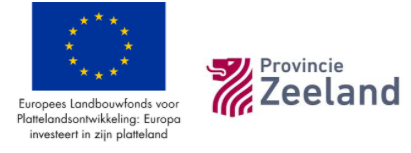 Europees Landbouwfonds voor
Plattelandsontwikkeling: Europa
investeert in zijn platteland
Provincie
Zeeland